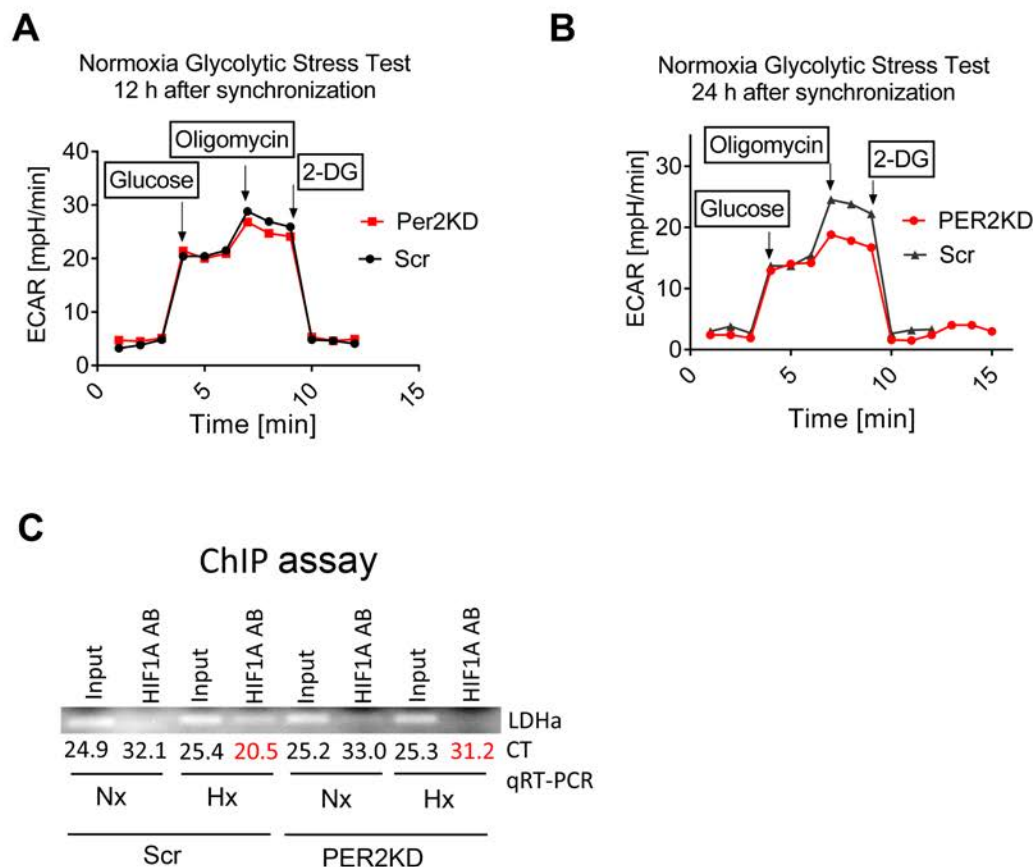 A
Normoxia Glycolytic Stress Test
12 h after synchronization
ECAR [mpH/min]
40
30
20
10
0
Glucose
Oligomycin
2-DG
Per2KD
Scr
0
5
10
15
Time [min]
B
Normoxia Glycolytic Stress Test
24 h after synchronization
ECAR [mpH/min]
30
20
10
0
Glucose
Oligomycin
2-DG
PER2KD
Scr
0
5
10
15
Time [min]
C
ChIP assay
Input HIF1A AB Input HIF1A AB Input HIF1A AB Input HIF1A AB
LDHa
24.9 32.1 25.4 20.5 25.2 33.0 25.3 31.2 CT
qRT-PCR
Nx Hx Nx Hx
Scr PER2KD